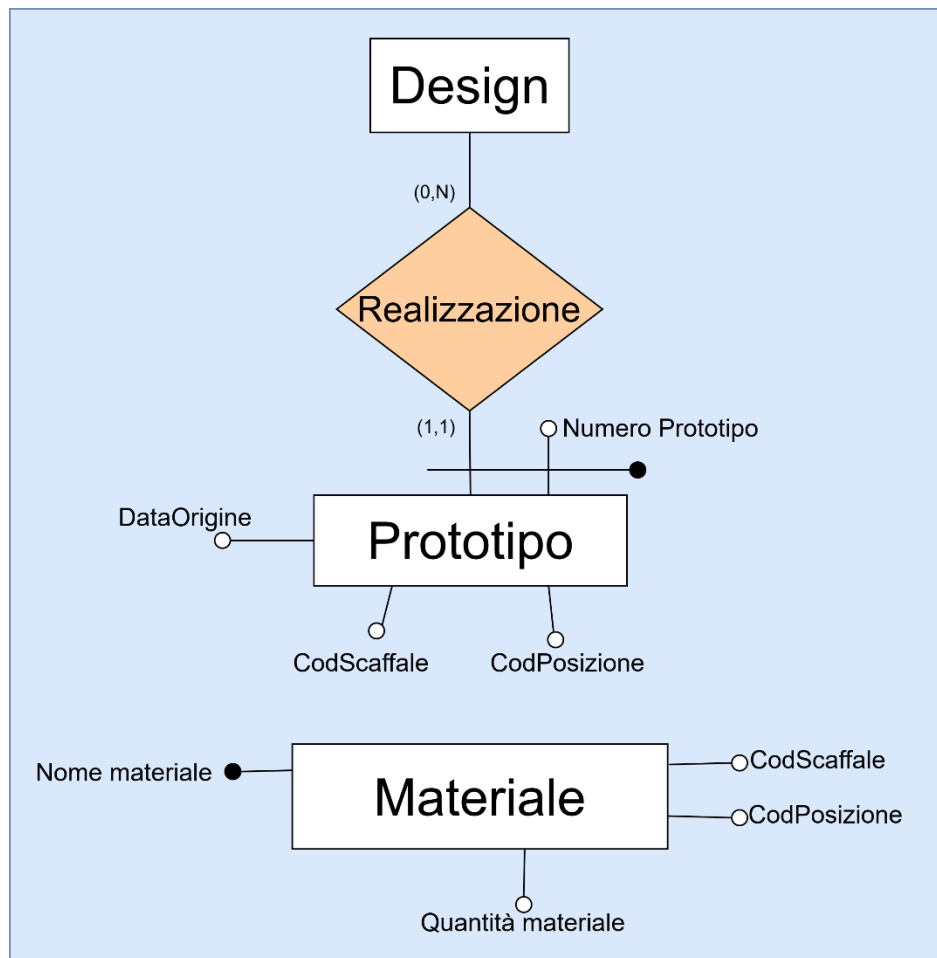 Design
(0,N)
Realizzazione
(1,1)
Numero Prototipo
DataOrigine
Prototipo
CodScaffale
CodPosizione
Nome materiale
Materiale
CodScaffale
CodPosizione
Quantità materiale